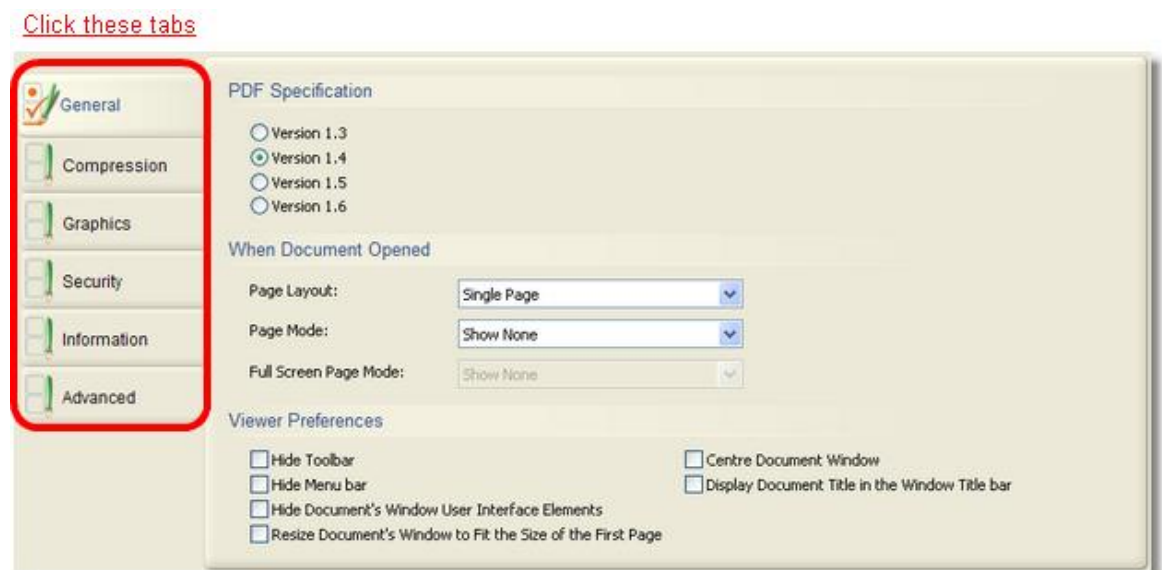 Click these tabs
General
Compression
Graphics
Security
Information
Advanced
PDF Specification
Version 1.3
Version 1.4
Version 1.5
Version 1.6
When Document Opened
Page Layout: Single Page
Page Mode: Show None
Full Screen Page Mode: Show None
Viewer Preferences
Hide Toolbar Centre Document Window
Hide Menu bar Display Document Title in the Window Title bar
Hide Document's Window User Interface Elements
Resize Document's Window to Fit the Size of the First Page